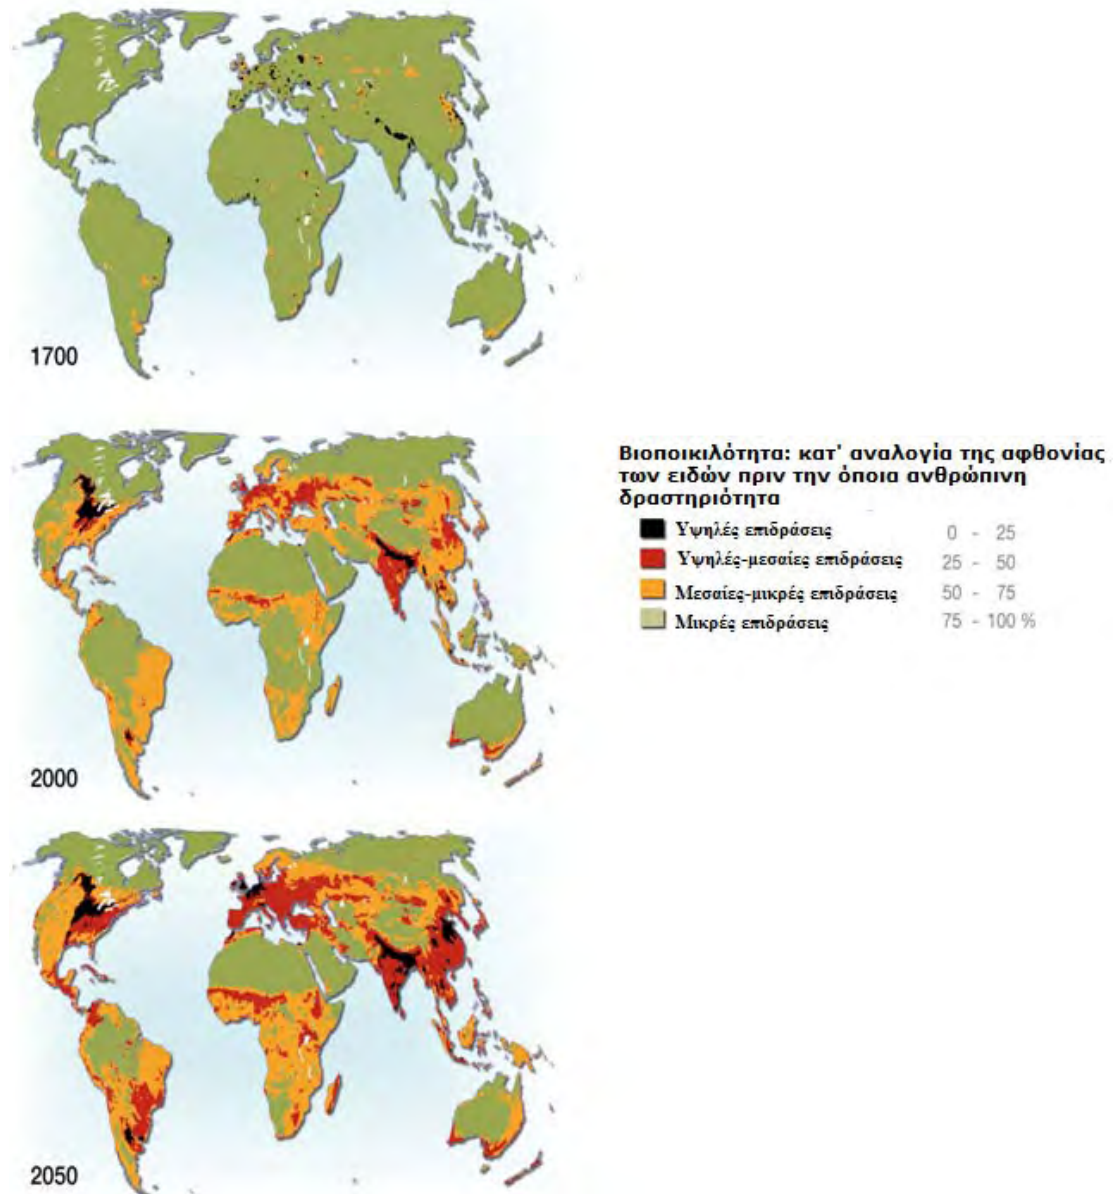 1700
Βιοποικιλότητα: κατ' αναλογία της αφθονίας
των ειδών πριν την όποια ανθρώπινη
δραστηριότητα
Υψηλές επιδράσεις 0 - 25
Υψηλές-μεσαίες επιδράσεις 25 - 50
Μεσαίες-μικρές επιδράσεις 50 - 75
Μικρές επιδράσεις 75 - 100 %
2000
2050